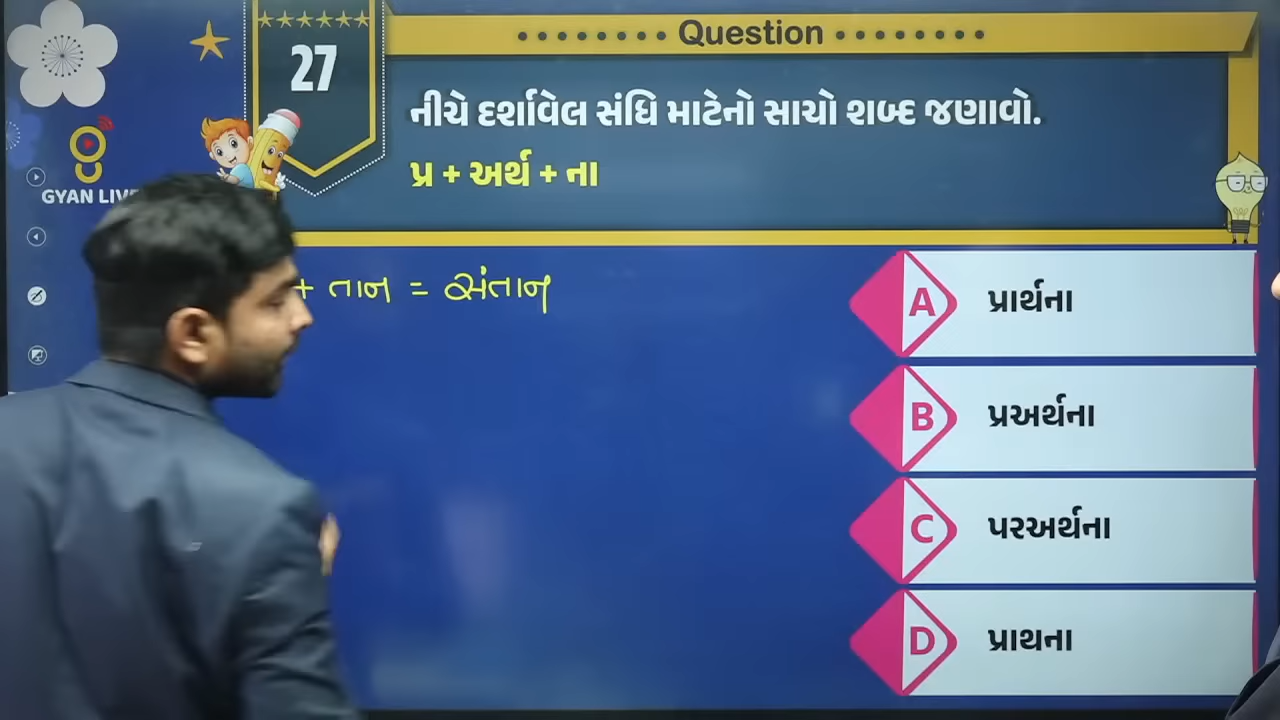 Question
27
નીચે દર્શાવેલ સંધિ માટેનો સાચો શબ્દ જણાવો.
પ્ર + અર્થ + ના
GYAN LIV
+ તાન = સંતાન
A પ્રાર્થના
B પ્રઅર્થના
C પરઅર્થના
D પ્રાથના